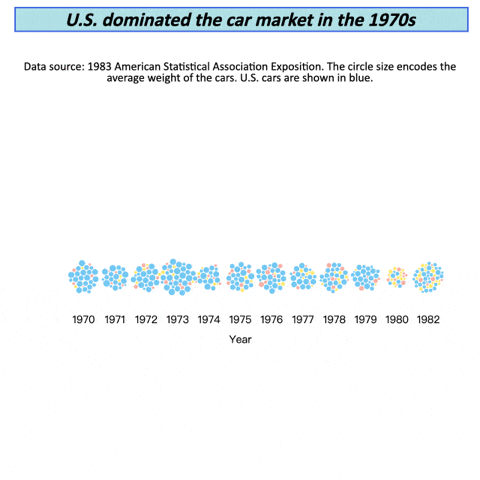 U.S. dominated the car market in the 1970s
Data source: 1983 American Statistical Association Exposition. The circle size encodes the
average weight of the cars. U.S. cars are shown in blue.
1970 1971 1972 1973 1974 1975 1976 1977 1978 1979 1980 1982
Year